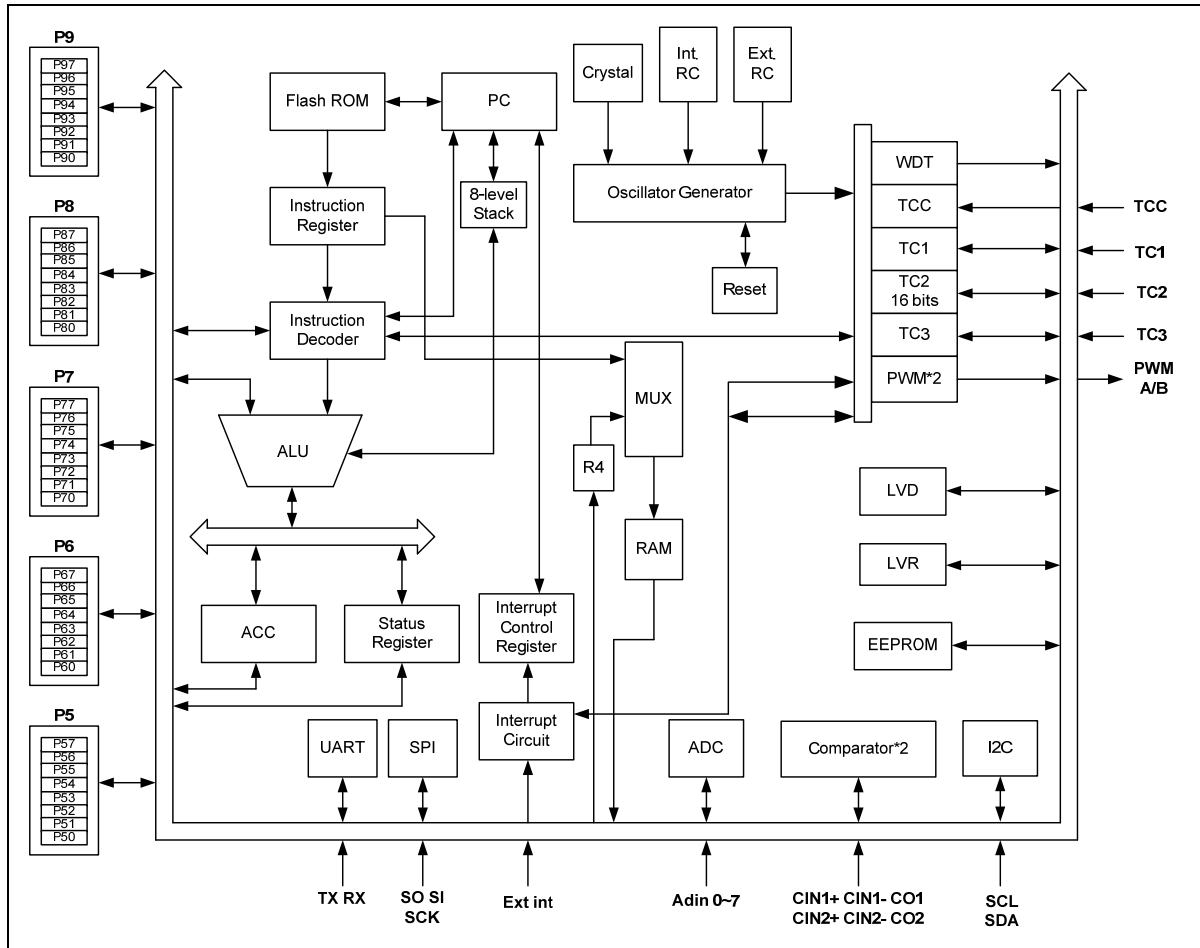 P9
P97
P96
P95
P94
P93
P92
P91
P90
P8
P87
P86
P85
P84
P83
P82
P81
P80
P7
P77
P76
P75
P74
P73
P72
P71
P70
P6
P67
P66
P65
P64
P63
P62
P61
P60
P5
P57
P56
P55
P54
P53
P52
P51
P50
Flash ROM
PC
Instruction
Register
8-level
Stack
Instruction
Decoder
ALU
ACC
Status
Register
Interrupt
Control
Register
Interrupt
Circuit
UART
SPI
Crystal
Int.
RC
Ext.
RC
Oscillator Generator
Reset
MUX
R4
RAM
WDT
TCC
TC1
TC2
16 bits
TC3
PWM*2
LVD
LVR
EEPROM
ADC
Comparator*2
I2C
TCC
TC1
TC2
TC3
PWM
A/B
TX RX
SO SI
SCK
Ext int
Adin 0~7
CIN1+ CIN1- CO1
CIN2+ CIN2- CO2
SCL
SDA